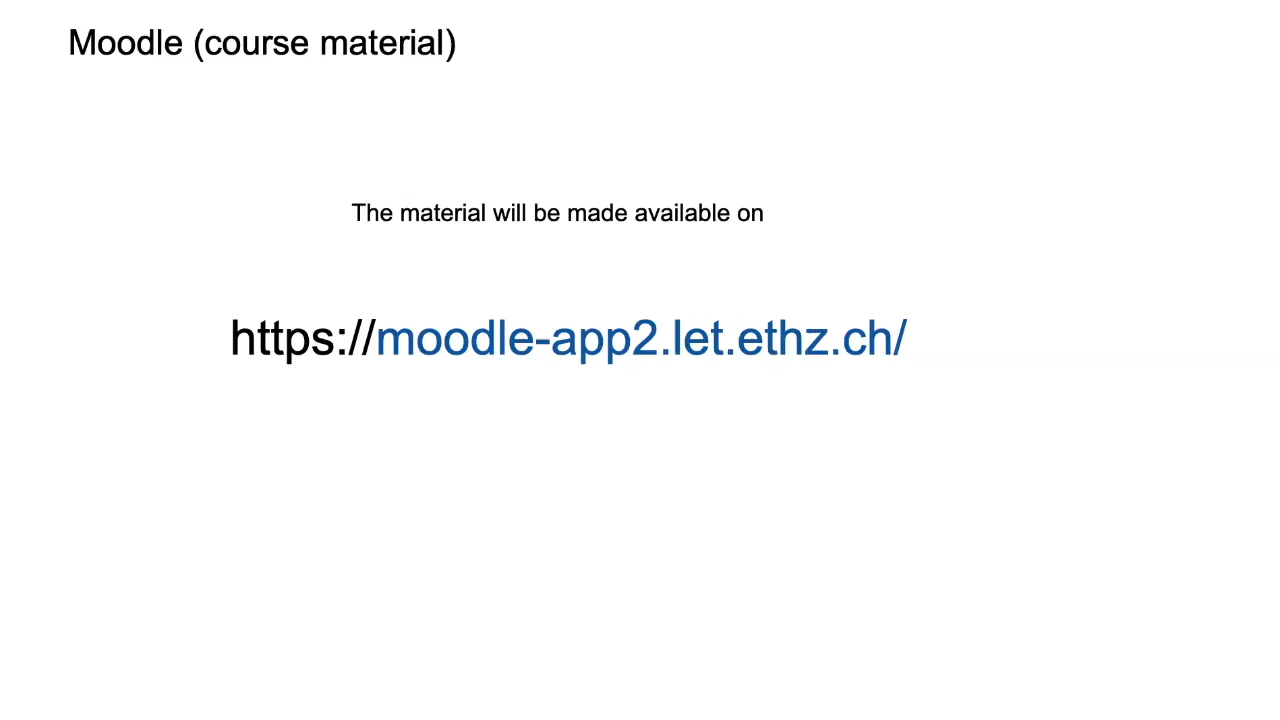 Moodle (course material)
The material will be made available on
https://moodle-app2.let.ethz.ch/